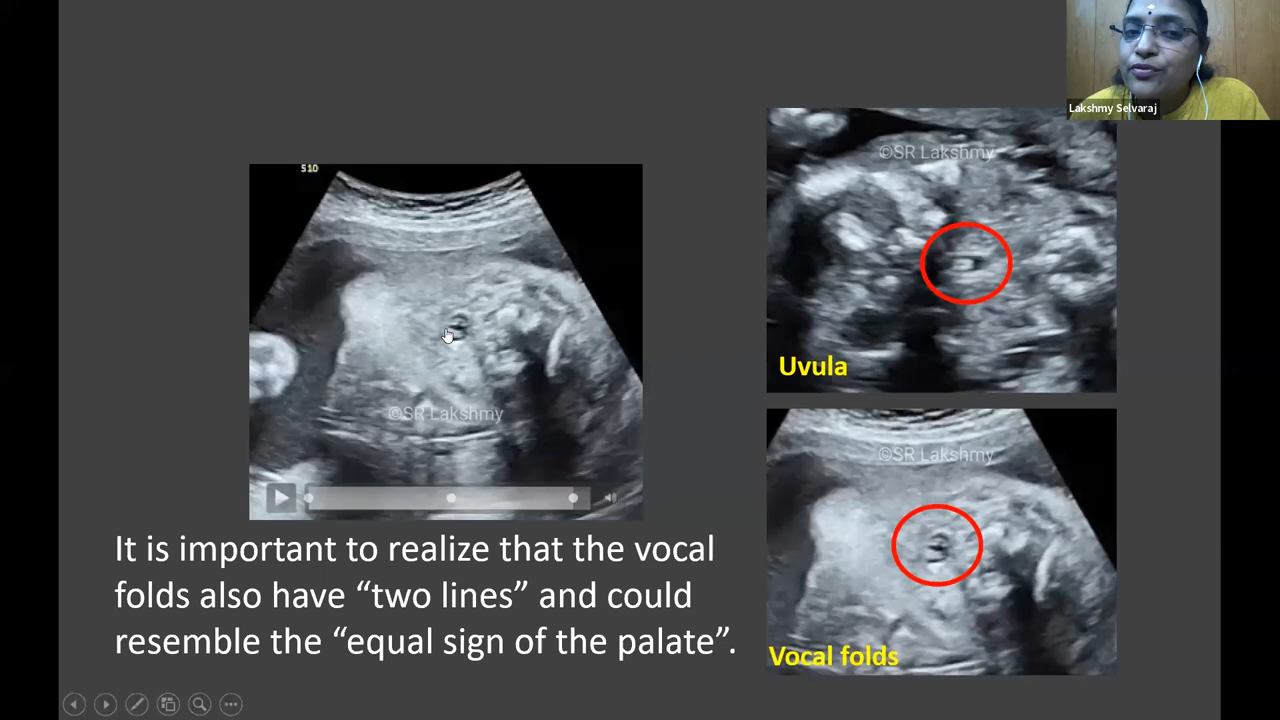 Lakshmy Selvaraj
©SR Lakshmy
510
Uvula
©SR Lakshmy
©SR Lakshmy
It is important to realize that the vocal
folds also have “two lines” and could
resemble the “equal sign of the palate”.
Vocal folds